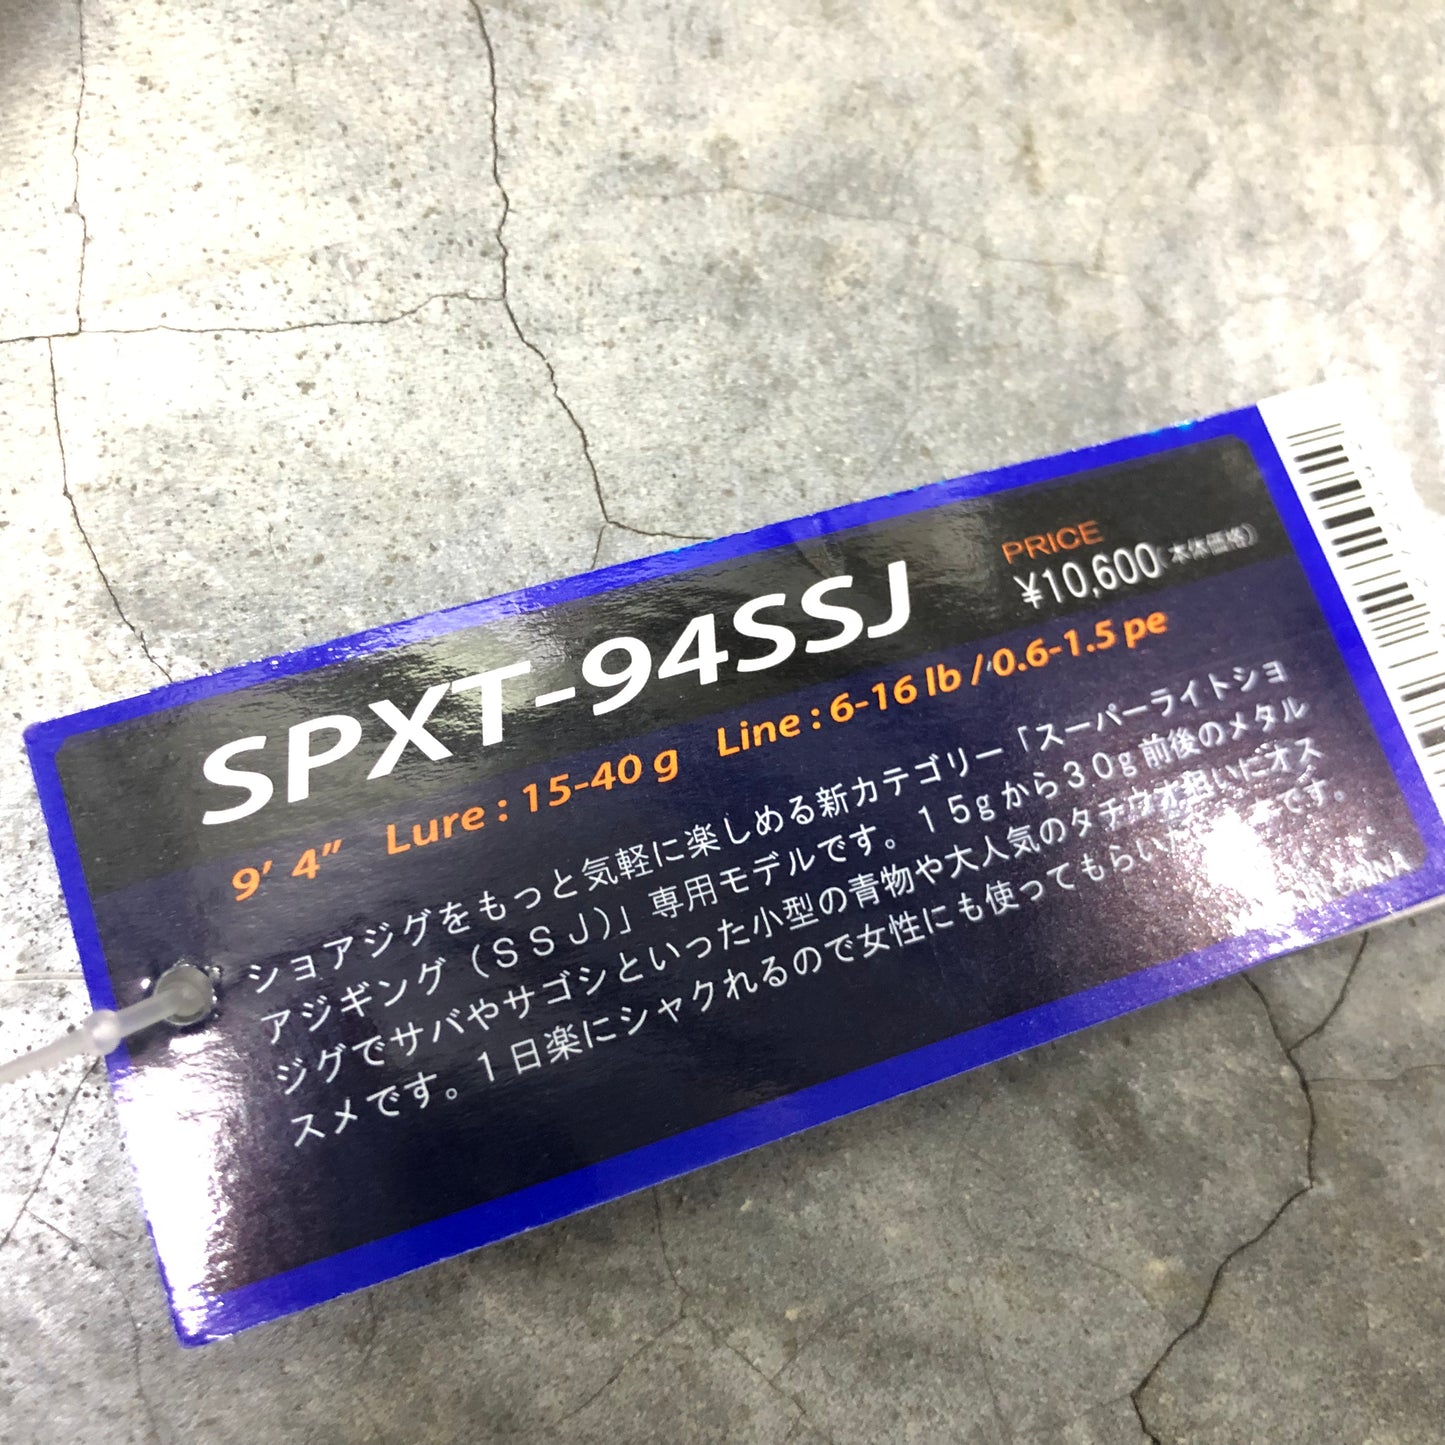 SPXT-94SSJ
PRICE
¥10,600(本体価格)
9' 4" Lure : 15-40 g Line : 6-16 lb / 0.6-1.5 pe
ショアジグをもっと気軽に楽しめる新カテゴリー「スーパーライトショ
アジギング(SSJ)」専用モデルです。15gから30g前後のメタル
ジグでサバやサゴシといった小型の青物や大人気のタチウオ狙いにオス
スメです。1日楽にシャクれるので女性にも使ってもらいた です。